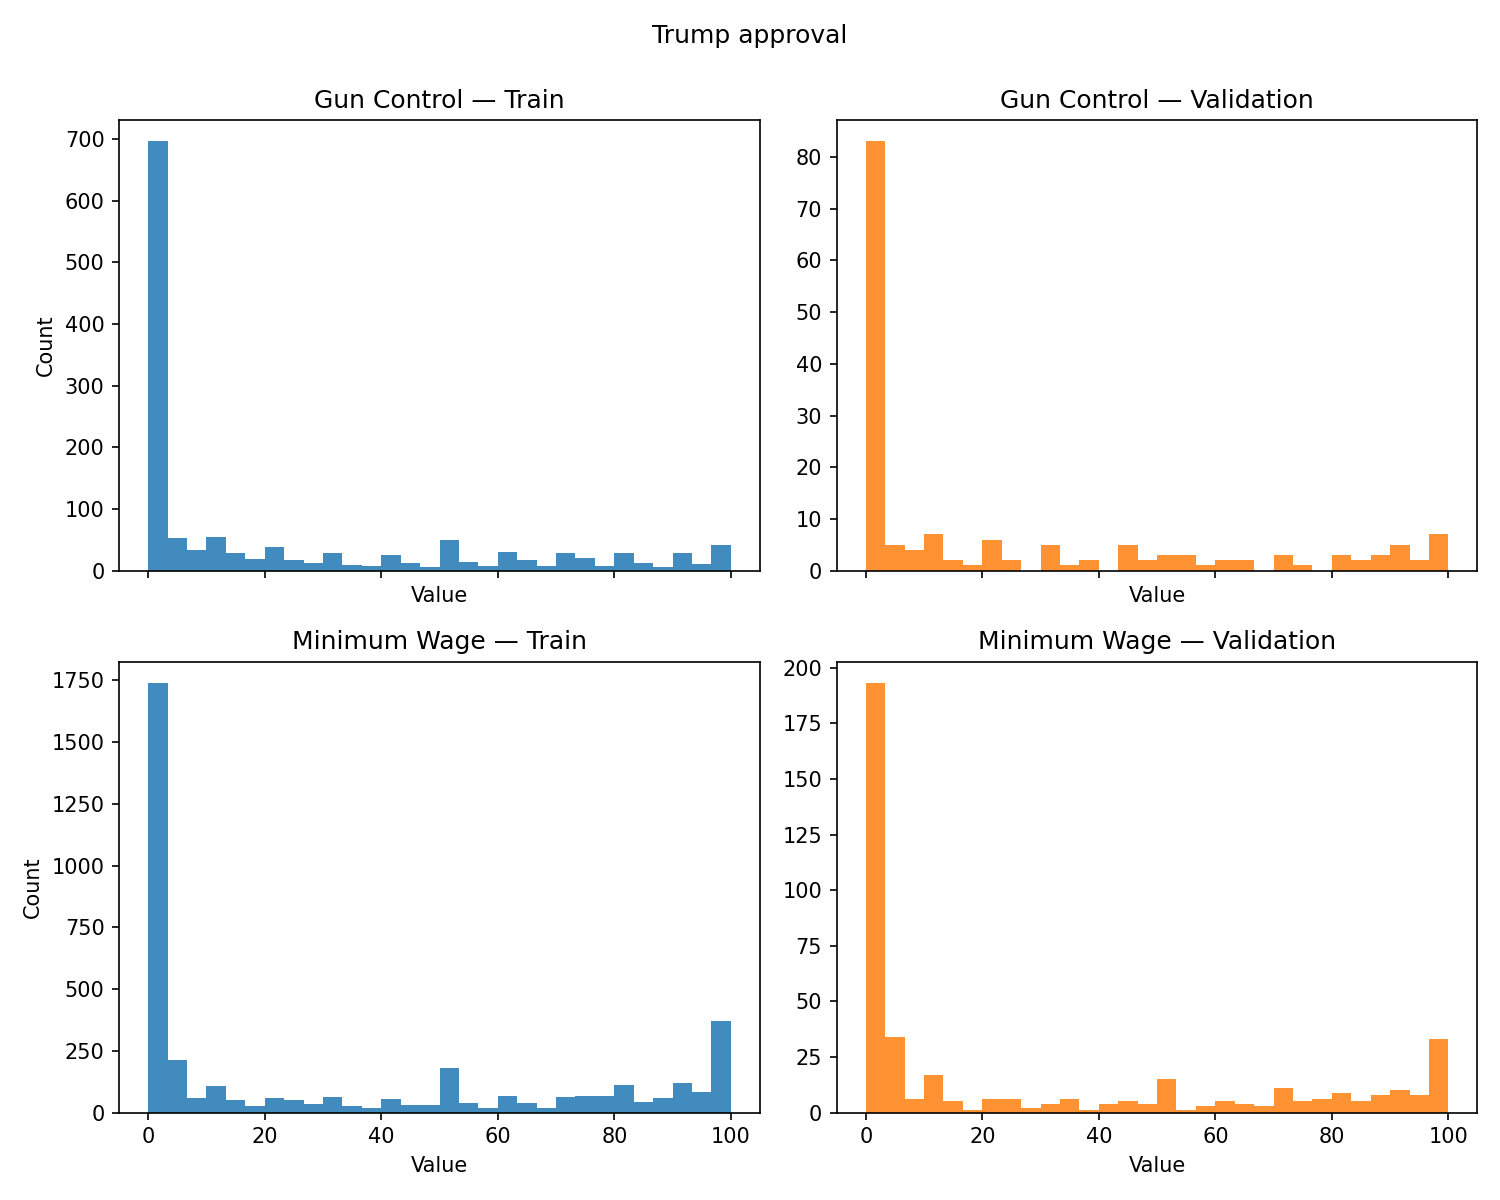 Trump approval
Gun Control — Train
Gun Control — Validation
700
600
500
400
300
200
100
0
Count
Value
80
70
60
50
40
30
20
10
0
Value
Minimum Wage — Train
Minimum Wage — Validation
1750
1500
1250
1000
750
500
250
0
Count
0 20 40 60 80 100
Value
200
175
150
125
100
75
50
25
0
0 20 40 60 80 100
Value